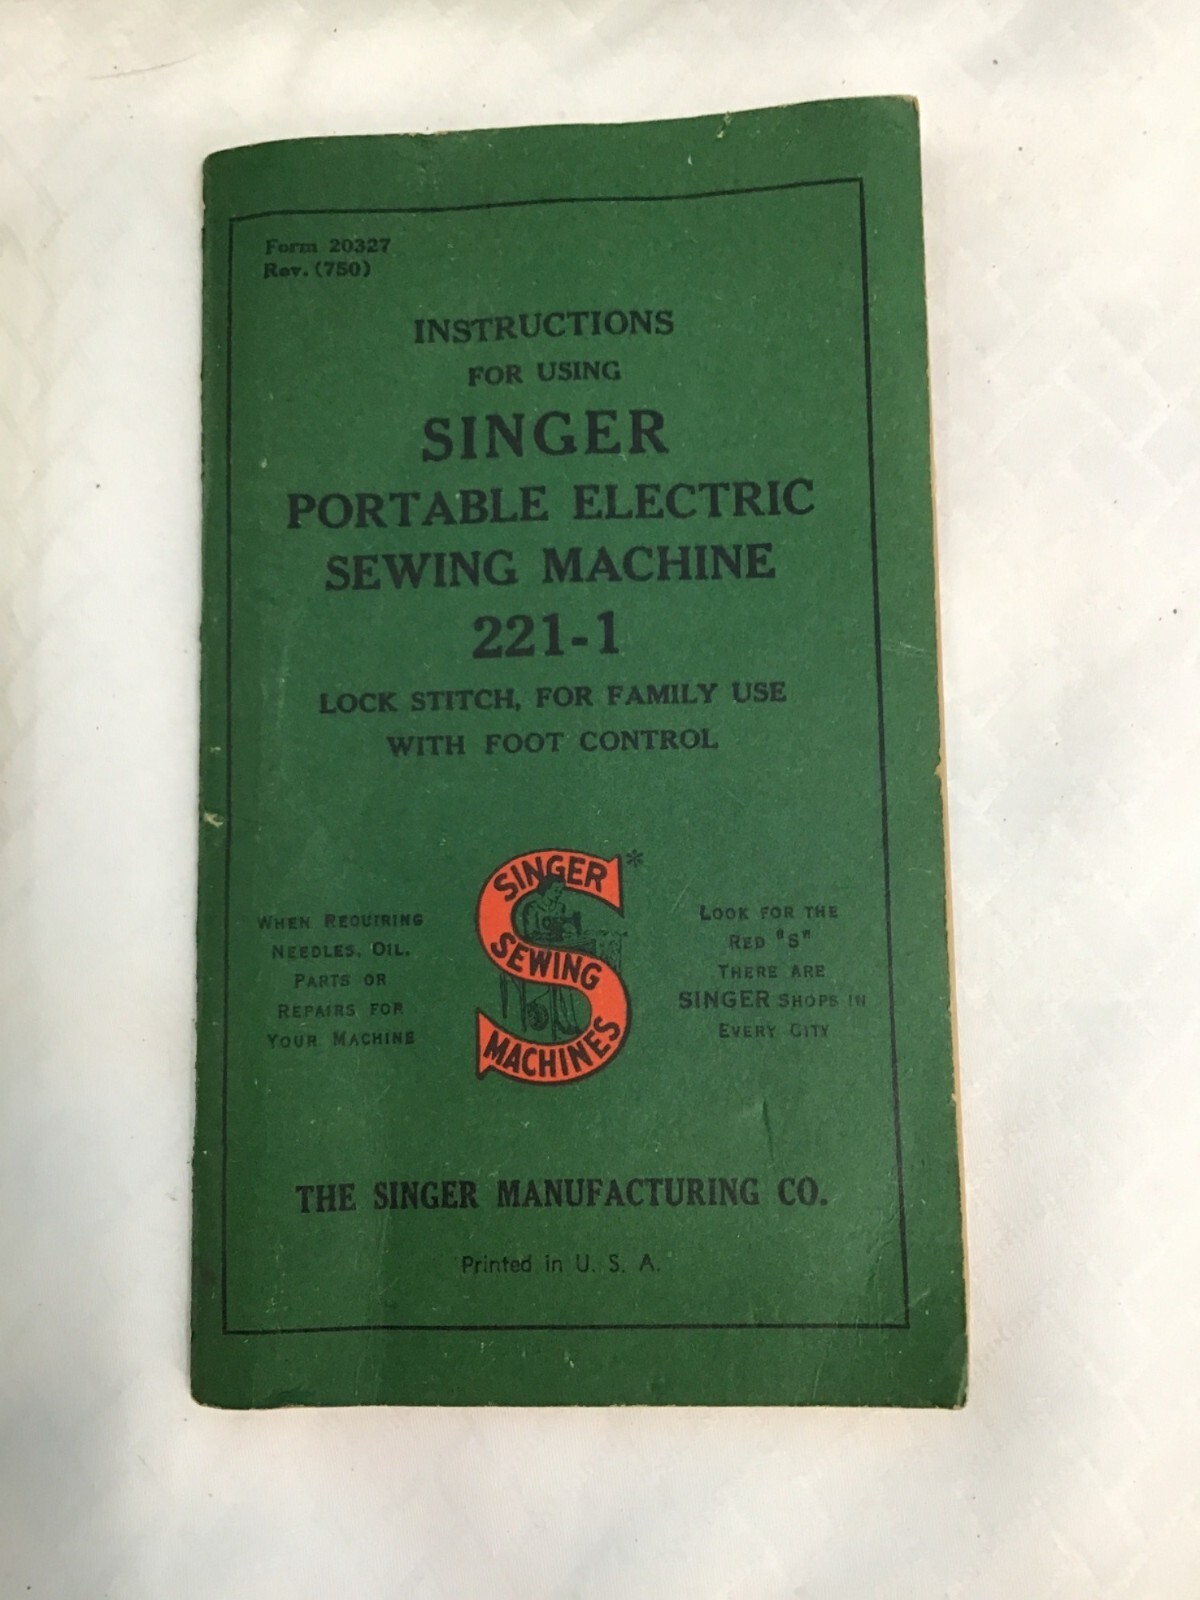 Form 20327
Rev. (750)
INSTRUCTIONS
FOR USING
SINGER
PORTABLE ELECTRIC
SEWING MACHINE
221-1
LOCK STITCH, FOR FAMILY USE
WITH FOOT CONTROL
WHEN REQUIRING
NEEDLES, OIL,
PARTS OR
REPAIRS FOR
YOUR MACHINE
SINGER *
SEWING
MACHINES
LOOK FOR THE
RED "S"
THERE ARE
SINGER SHOPS IN
EVERY CITY
THE SINGER MANUFACTURING CO.
Printed in U. S. A.